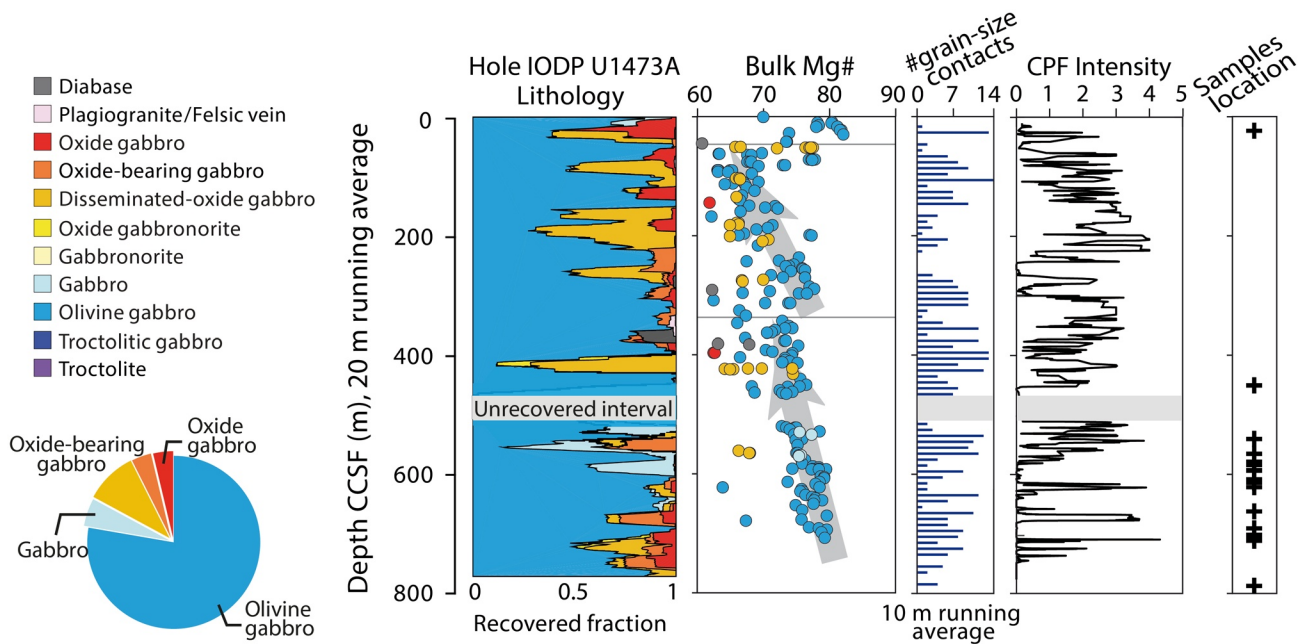 Diabase
Plagiogranite/Felsic vein
Oxide gabbro
Oxide-bearing gabbro
Disseminated-oxide gabbro
Oxide gabbronorite
Gabbronorite
Gabbro
Olivine gabbro
Troctolitic gabbro
Troctolite
Oxide-bearing
gabbro
Oxide
gabbro
Gabbro
Olivine
gabbro
Depth CCSF (m), 20 m running average
0
200
400
600
800
Hole IODP U1473A
Lithology
Unrecovered interval
0 0.5 1
Recovered fraction
Bulk Mg#
60 70 80 90
#grain-size
contacts
0 7 14
10 m running
average
CPF Intensity
0 1 2 3 4 5
Samples
location